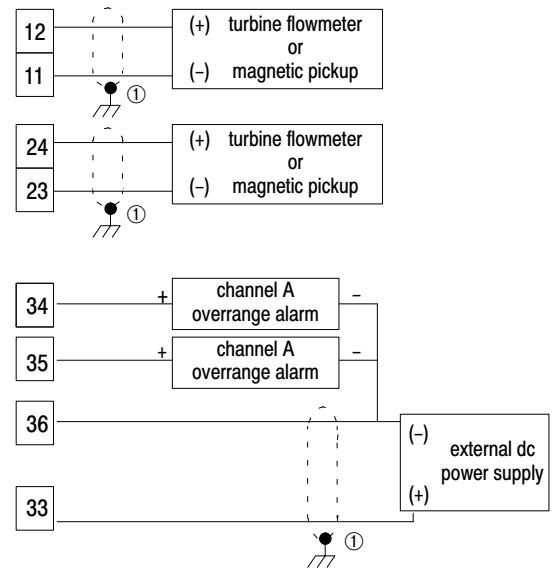 12 (+) turbine flowmeter
or
11 (–) magnetic pickup
①
24 (+) turbine flowmeter
or
23 (–) magnetic pickup
①
34 + channel A –
overrange alarm
35 + channel A –
overrange alarm
36
(–)
external dc
power supply
(+)
33
①